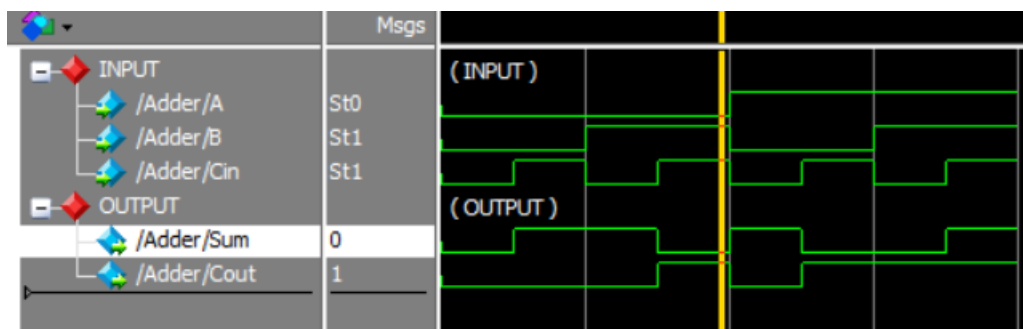 Msgs
INPUT ( INPUT )
/Adder/A St0
/Adder/B St1
/Adder/Cin St1
OUTPUT ( OUTPUT )
/Adder/Sum 0
/Adder/Cout 1